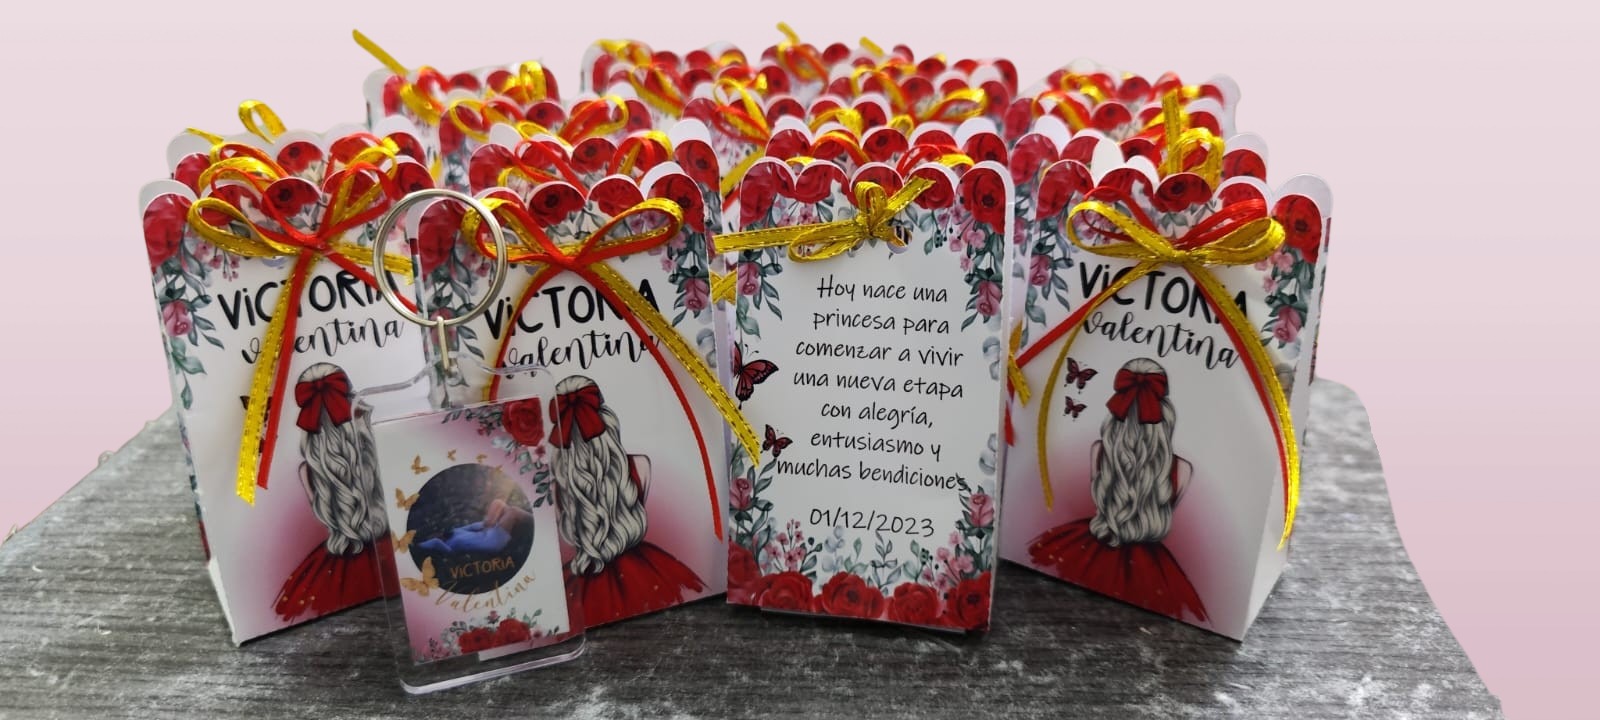 ViCTORiA
Valentina
ViCTORiA
Valentina
ViCTORiA
Valentina
Hoy nace una
princesa para
comenzar a vivir
una nueva etapa
con alegría,
entusiasmo y
muchas bendiciones
01/12/2023
ViCTORiA
Valentina